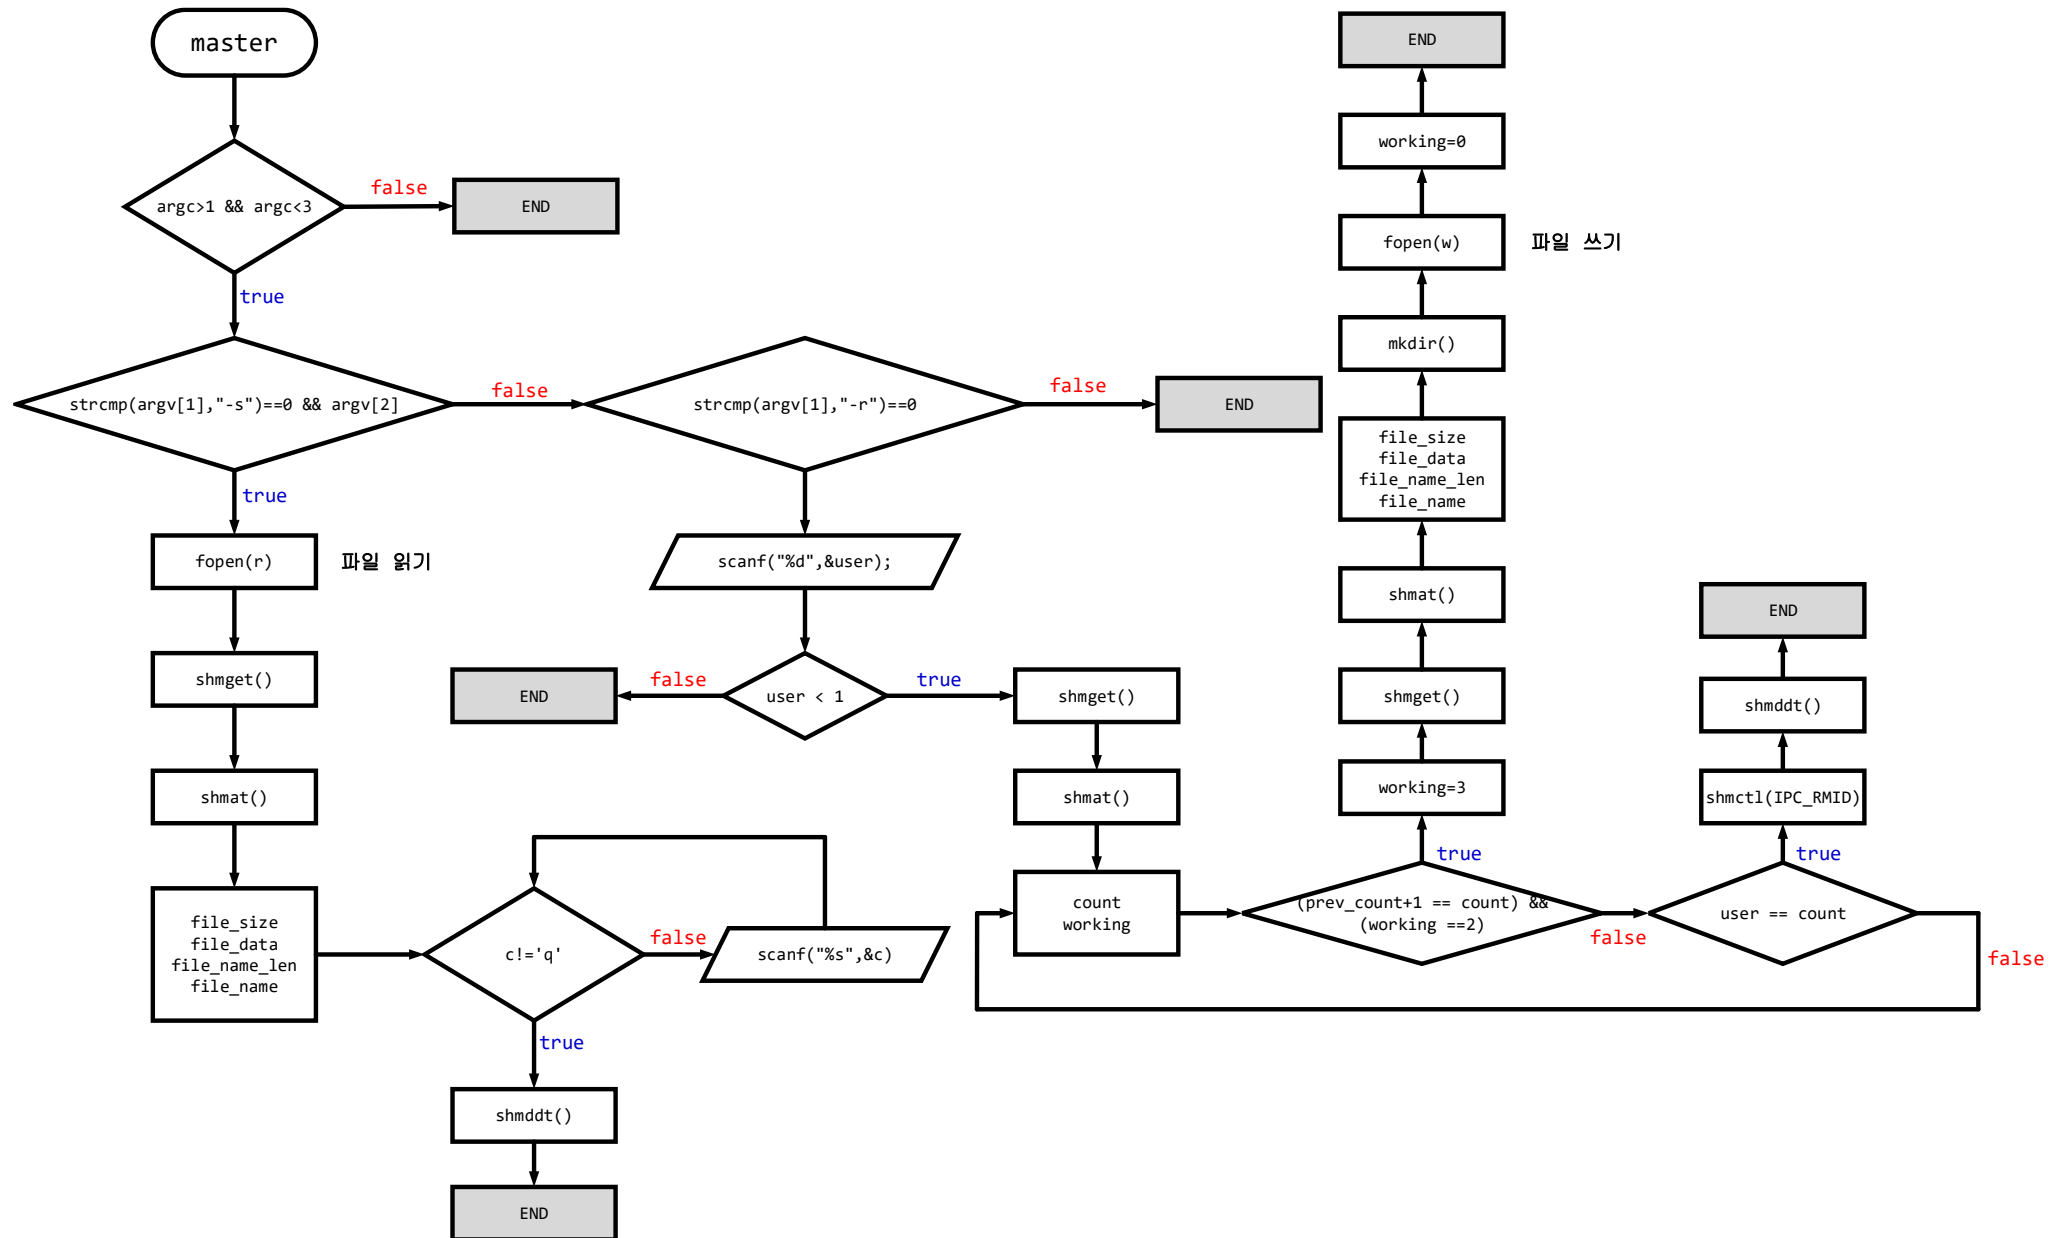 master
END
working=0
argc>1 && argc<3
false
END
fopen(w)
파일 쓰기
true
mkdir()
strcmp(argv[1],"-s")==0 && argv[2]
false
strcmp(argv[1],"-r")==0
false
END
file_size
file_data
file_name_len
file_name
true
fopen(r)
파일 읽기
scanf("%d",&user);
shmat()
END
shmget()
END
false
user < 1
true
shmget()
shmget()
shmddt()
shmat()
shmat()
working=3
shmctl(IPC_RMID)
true
true
count
working
(prev_count+1 == count) &&
(working ==2)
false
user == count
false
file_size
file_data
file_name_len
file_name
c!='q'
false
scanf("%s",&c)
true
shmddt()
END